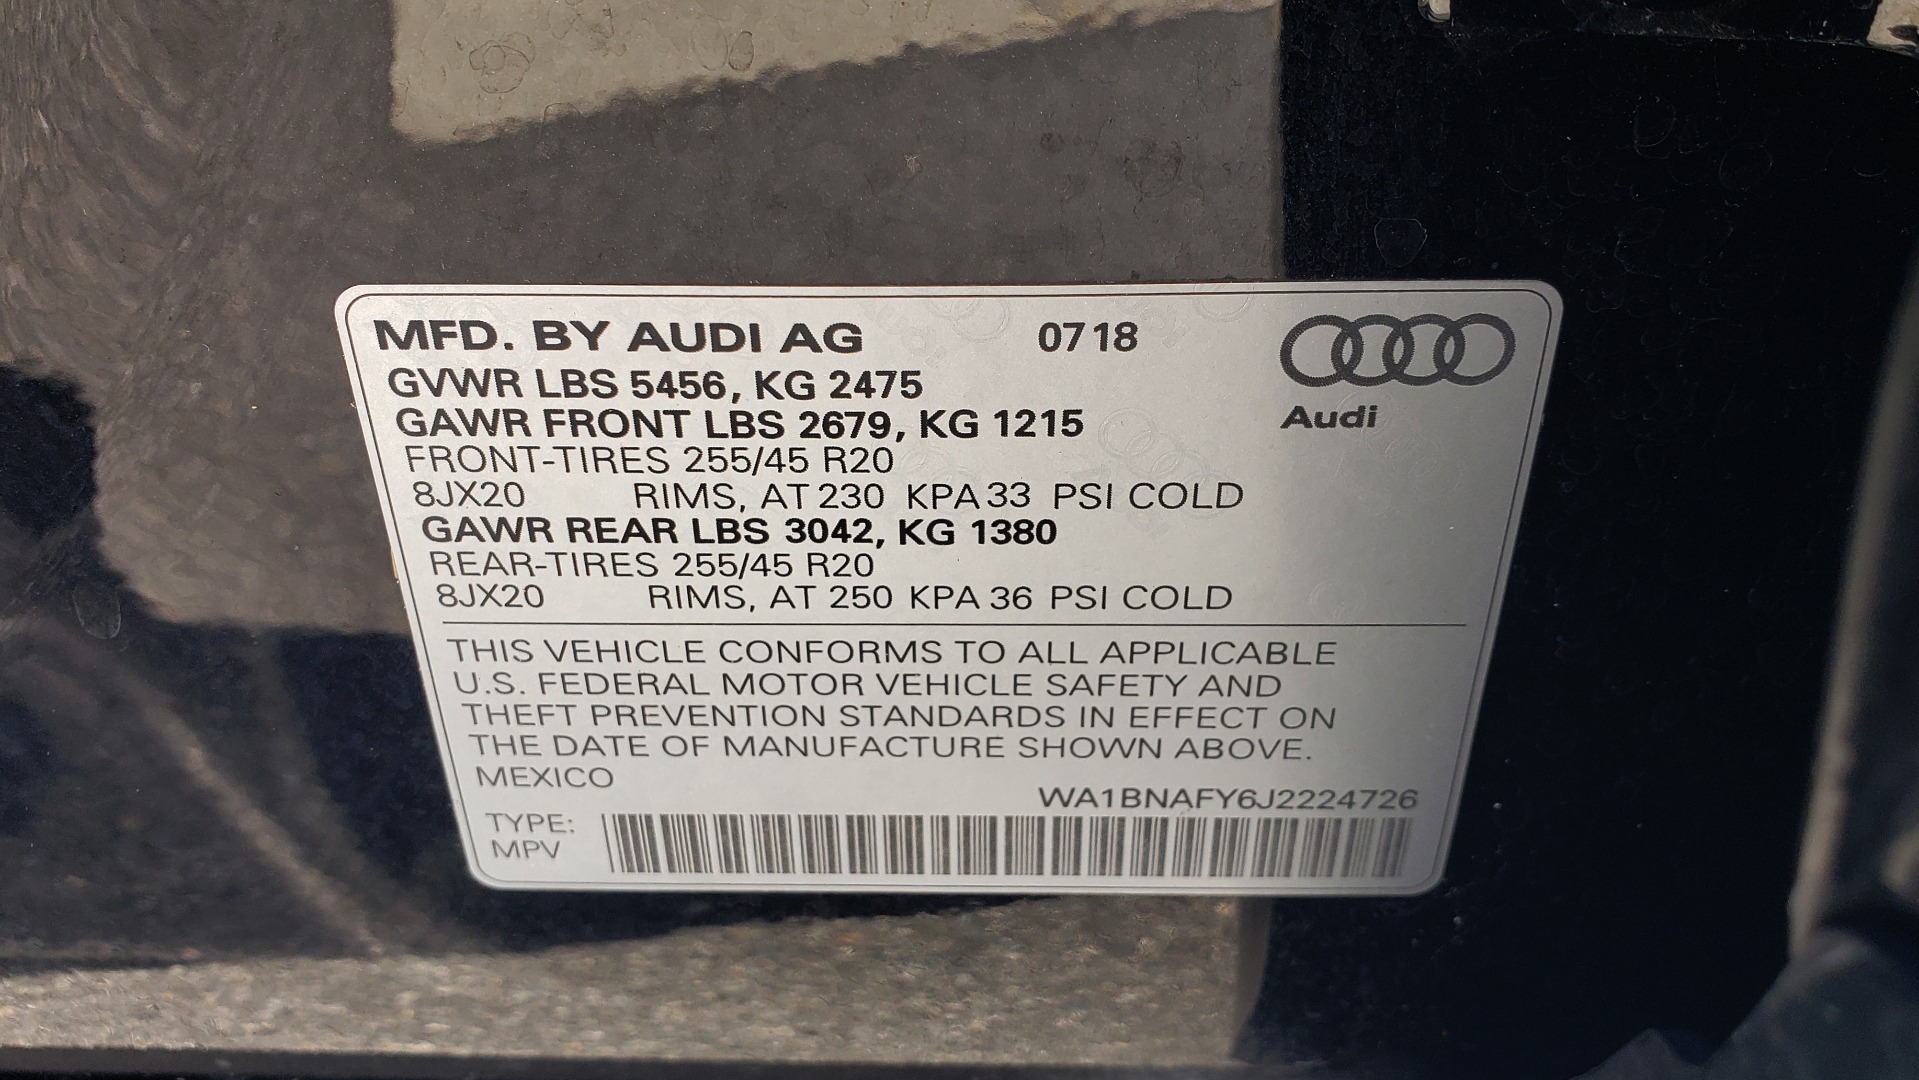 MFD. BY AUDI AG 0718
GVWR LBS 5456, KG 2475
GAWR FRONT LBS 2679, KG 1215
Audi
FRONT-TIRES 255/45 R20
8JX20 RIMS, AT 230 KPA 33 PSI COLD
GAWR REAR LBS 3042, KG 1380
REAR-TIRES 255/45 R20
8JX20 RIMS, AT 250 KPA 36 PSI COLD
THIS VEHICLE CONFORMS TO ALL APPLICABLE
U.S. FEDERAL MOTOR VEHICLE SAFETY AND
THEFT PREVENTION STANDARDS IN EFFECT ON
THE DATE OF MANUFACTURE SHOWN ABOVE.
MEXICO
WA1BNAFY6J2224726
TYPE:
MPV